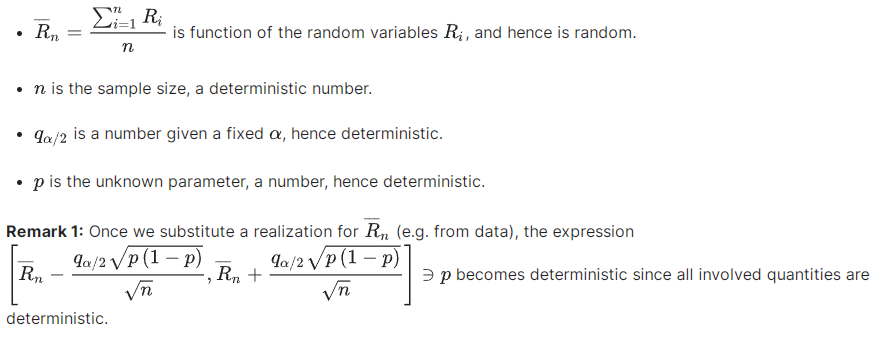 • $\overline{R}_n = \dfrac{\sum_{i=1}^{n} R_i}{n}$ is function of the random variables $R_i$, and hence is random.
• $n$ is the sample size, a deterministic number.
• $q_{\alpha/2}$ is a number given a fixed $\alpha$, hence deterministic.
• $p$ is the unknown parameter, a number, hence deterministic.
Remark 1: Once we substitute a realization for $\overline{R}_n$ (e.g. from data), the expression
$\left[\overline{R}_n - \dfrac{q_{\alpha/2}\sqrt{p(1-p)}}{\sqrt{n}}, \overline{R}_n + \dfrac{q_{\alpha/2}\sqrt{p(1-p)}}{\sqrt{n}}\right] \ni p$ becomes deterministic since all involved quantities are
deterministic.